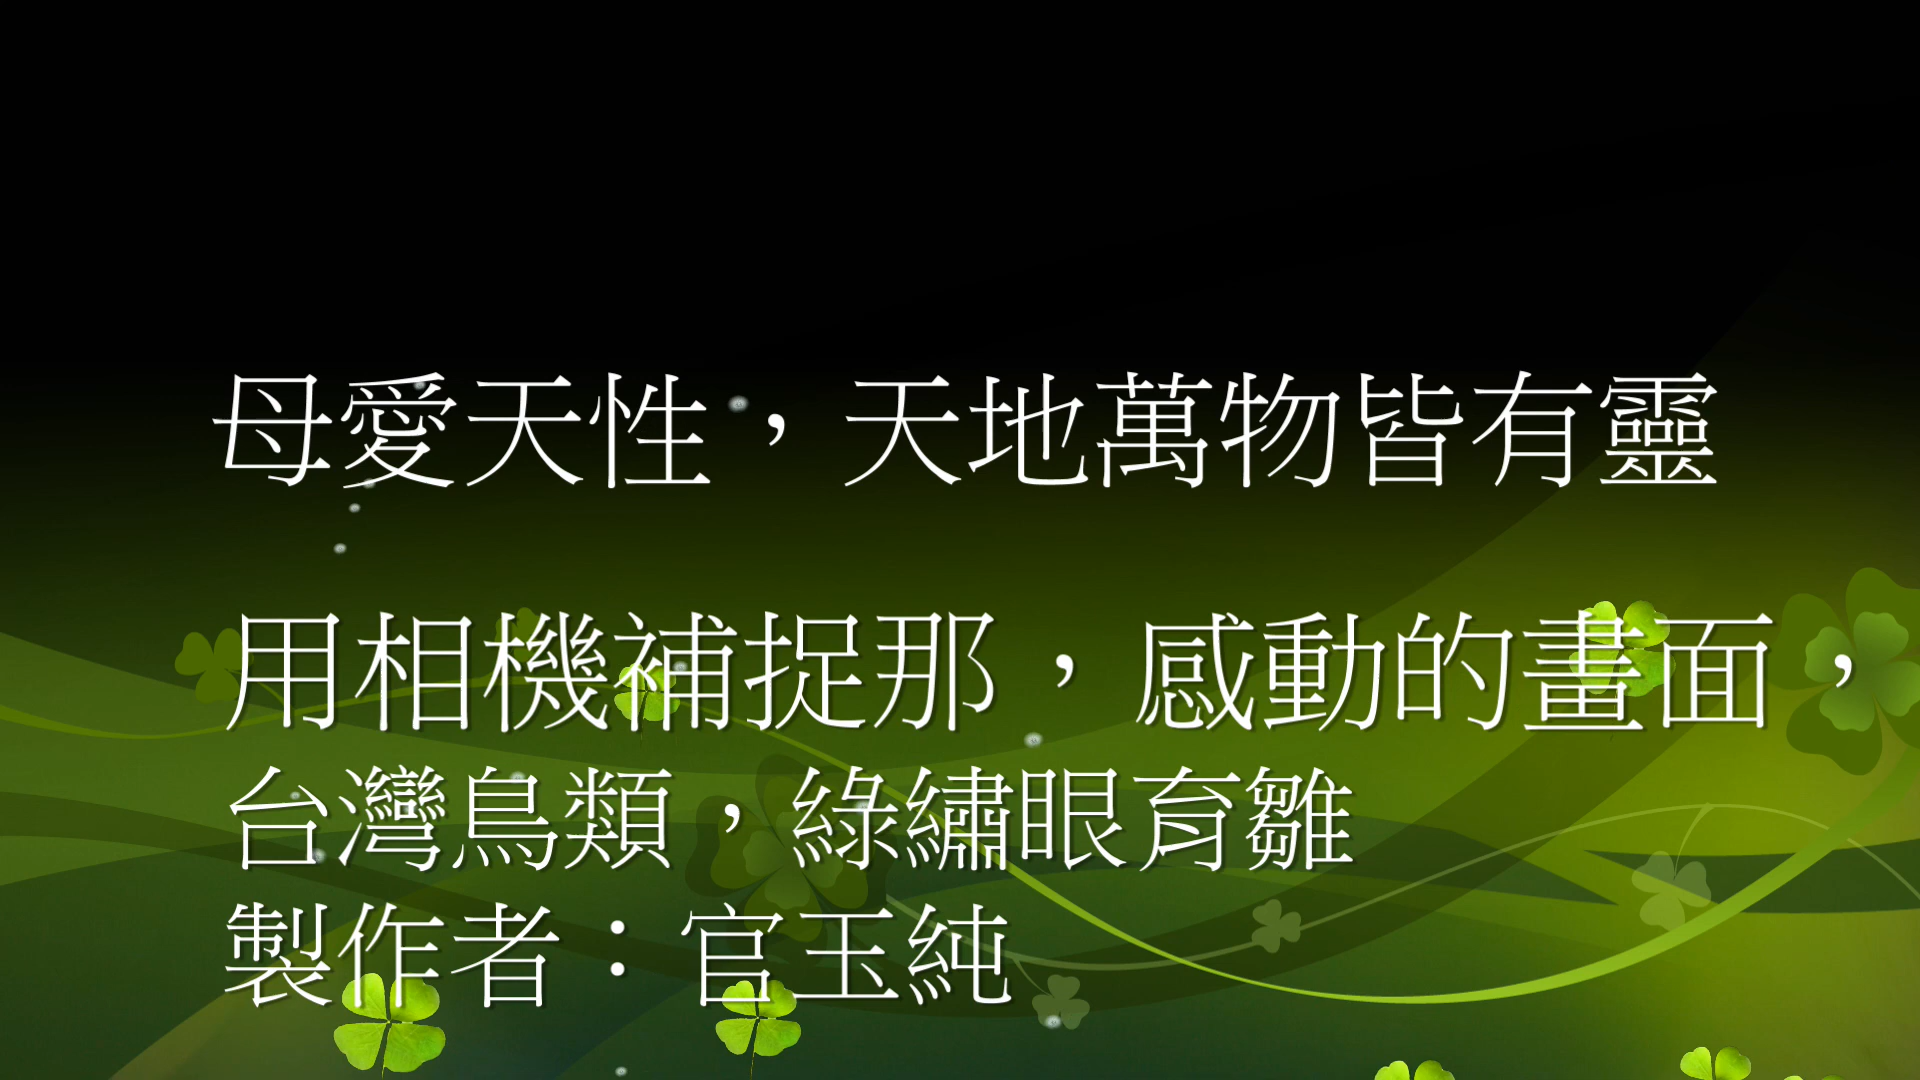 母愛天性，天地萬物皆有靈
用相機補捉那，感動的畫面，
台灣鳥類，綠繡眼育雛
製作者：官玉純